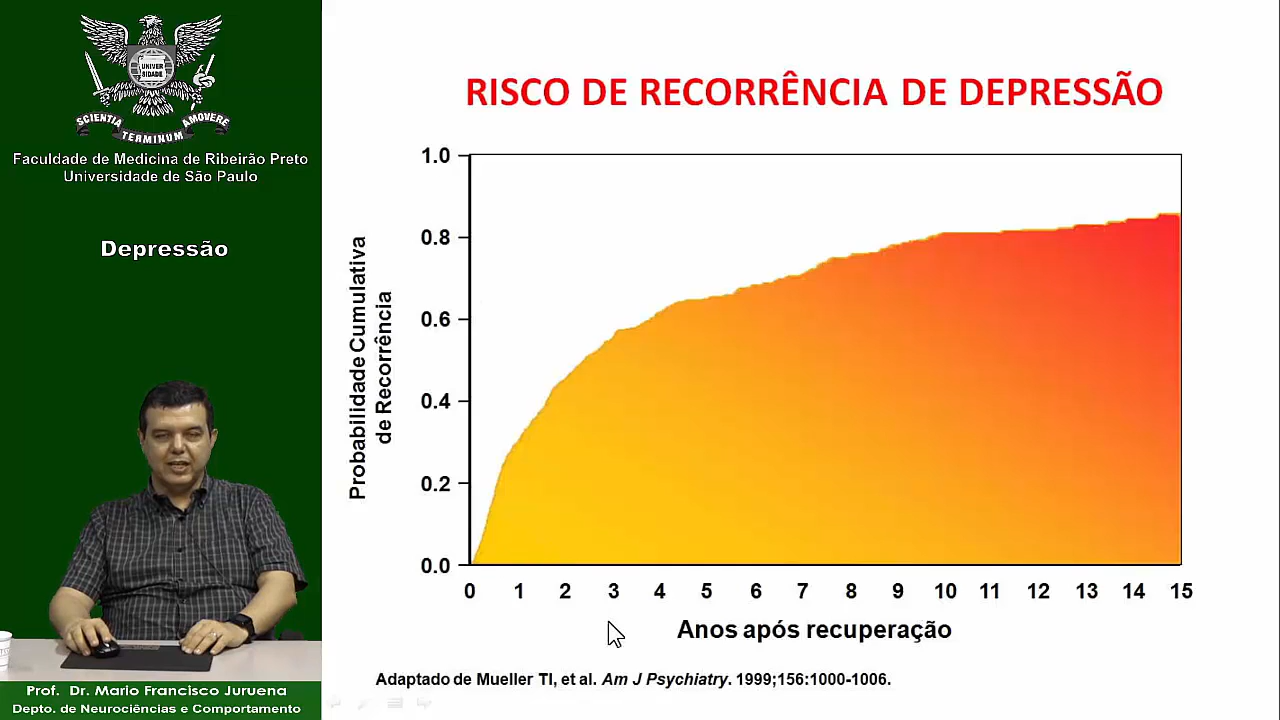 UNIVER
SIDADE
SCIENTIA
TERMINUM
AMOVERE
Faculdade de Medicina de Ribeirão Preto
Universidade de São Paulo
Depressão
Prof. Dr. Mario Francisco Juruena
Depto. de Neurociências e Comportamento
RISCO DE RECORRÊNCIA DE DEPRESSÃO
Probabilidade Cumulativa
de Recorrência
1.0
0.8
0.6
0.4
0.2
0.0
0 1 2 3 4 5 6 7 8 9 10 11 12 13 14 15
Anos após recuperação
Adaptado de Mueller TI, et al. Am J Psychiatry. 1999;156:1000-1006.